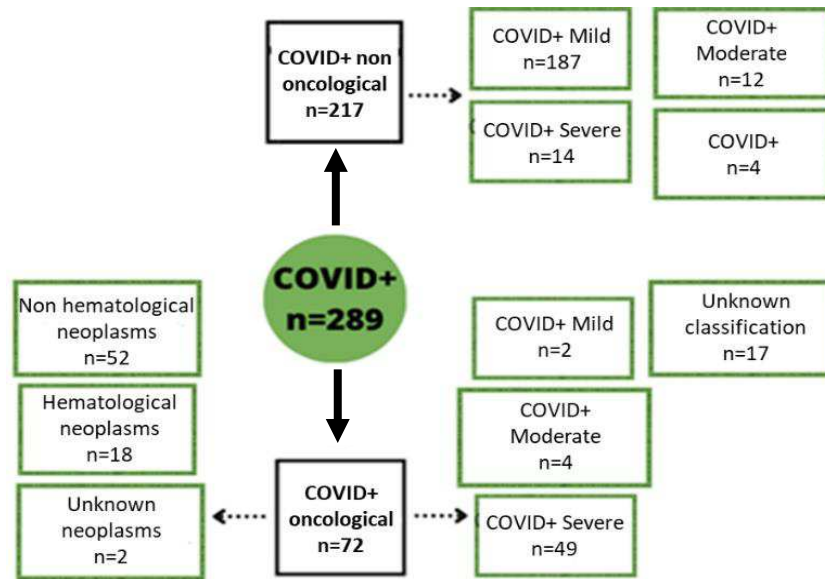 COVID+ non
oncological
n=217
COVID+ Mild
n=187
COVID+
Moderate
n=12
COVID+ Severe
n=14
COVID+
n=4
COVID+
n=289
Non hematological
neoplasms
n=52
Hematological
neoplasms
n=18
Unknown
neoplasms
n=2
COVID+
oncological
n=72
COVID+ Mild
n=2
Unknown
classification
n=17
COVID+
Moderate
n=4
COVID+ Severe
n=49